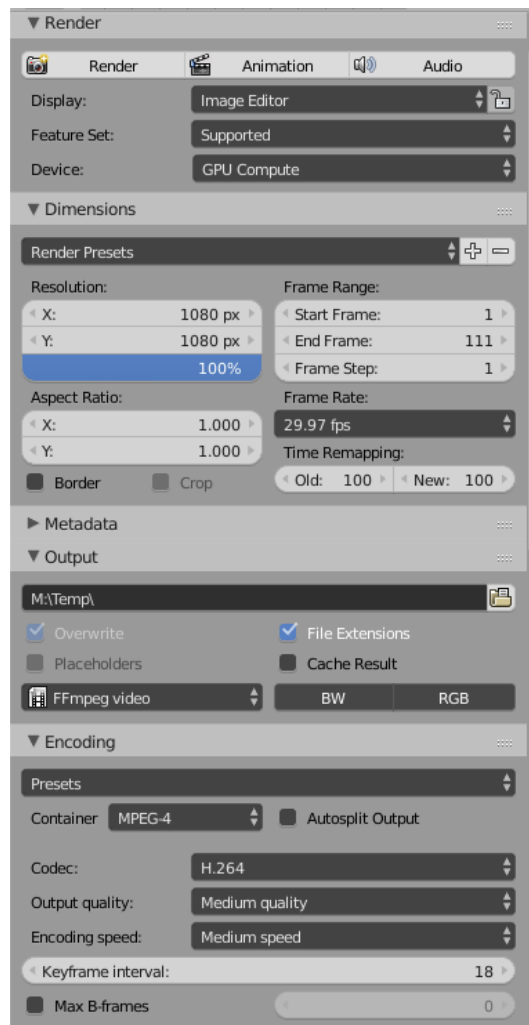 Render
Render Animation Audio
Display: Image Editor
Feature Set: Supported
Device: GPU Compute
Dimensions
Render Presets
Resolution: Frame Range:
X: 1080 px Start Frame: 1
Y: 1080 px End Frame: 111
100% Frame Step: 1
Aspect Ratio: Frame Rate:
X: 1.000 29.97 fps
Y: 1.000 Time Remapping:
Border Crop Old: 100 New: 100
Metadata
Output
M:\Temp\
Overwrite File Extensions
Placeholders Cache Result
FFmpeg video BW RGB
Encoding
Presets
Container MPEG-4 Autosplit Output
Codec: H.264
Output quality: Medium quality
Encoding speed: Medium speed
Keyframe interval: 18
Max B-frames 0